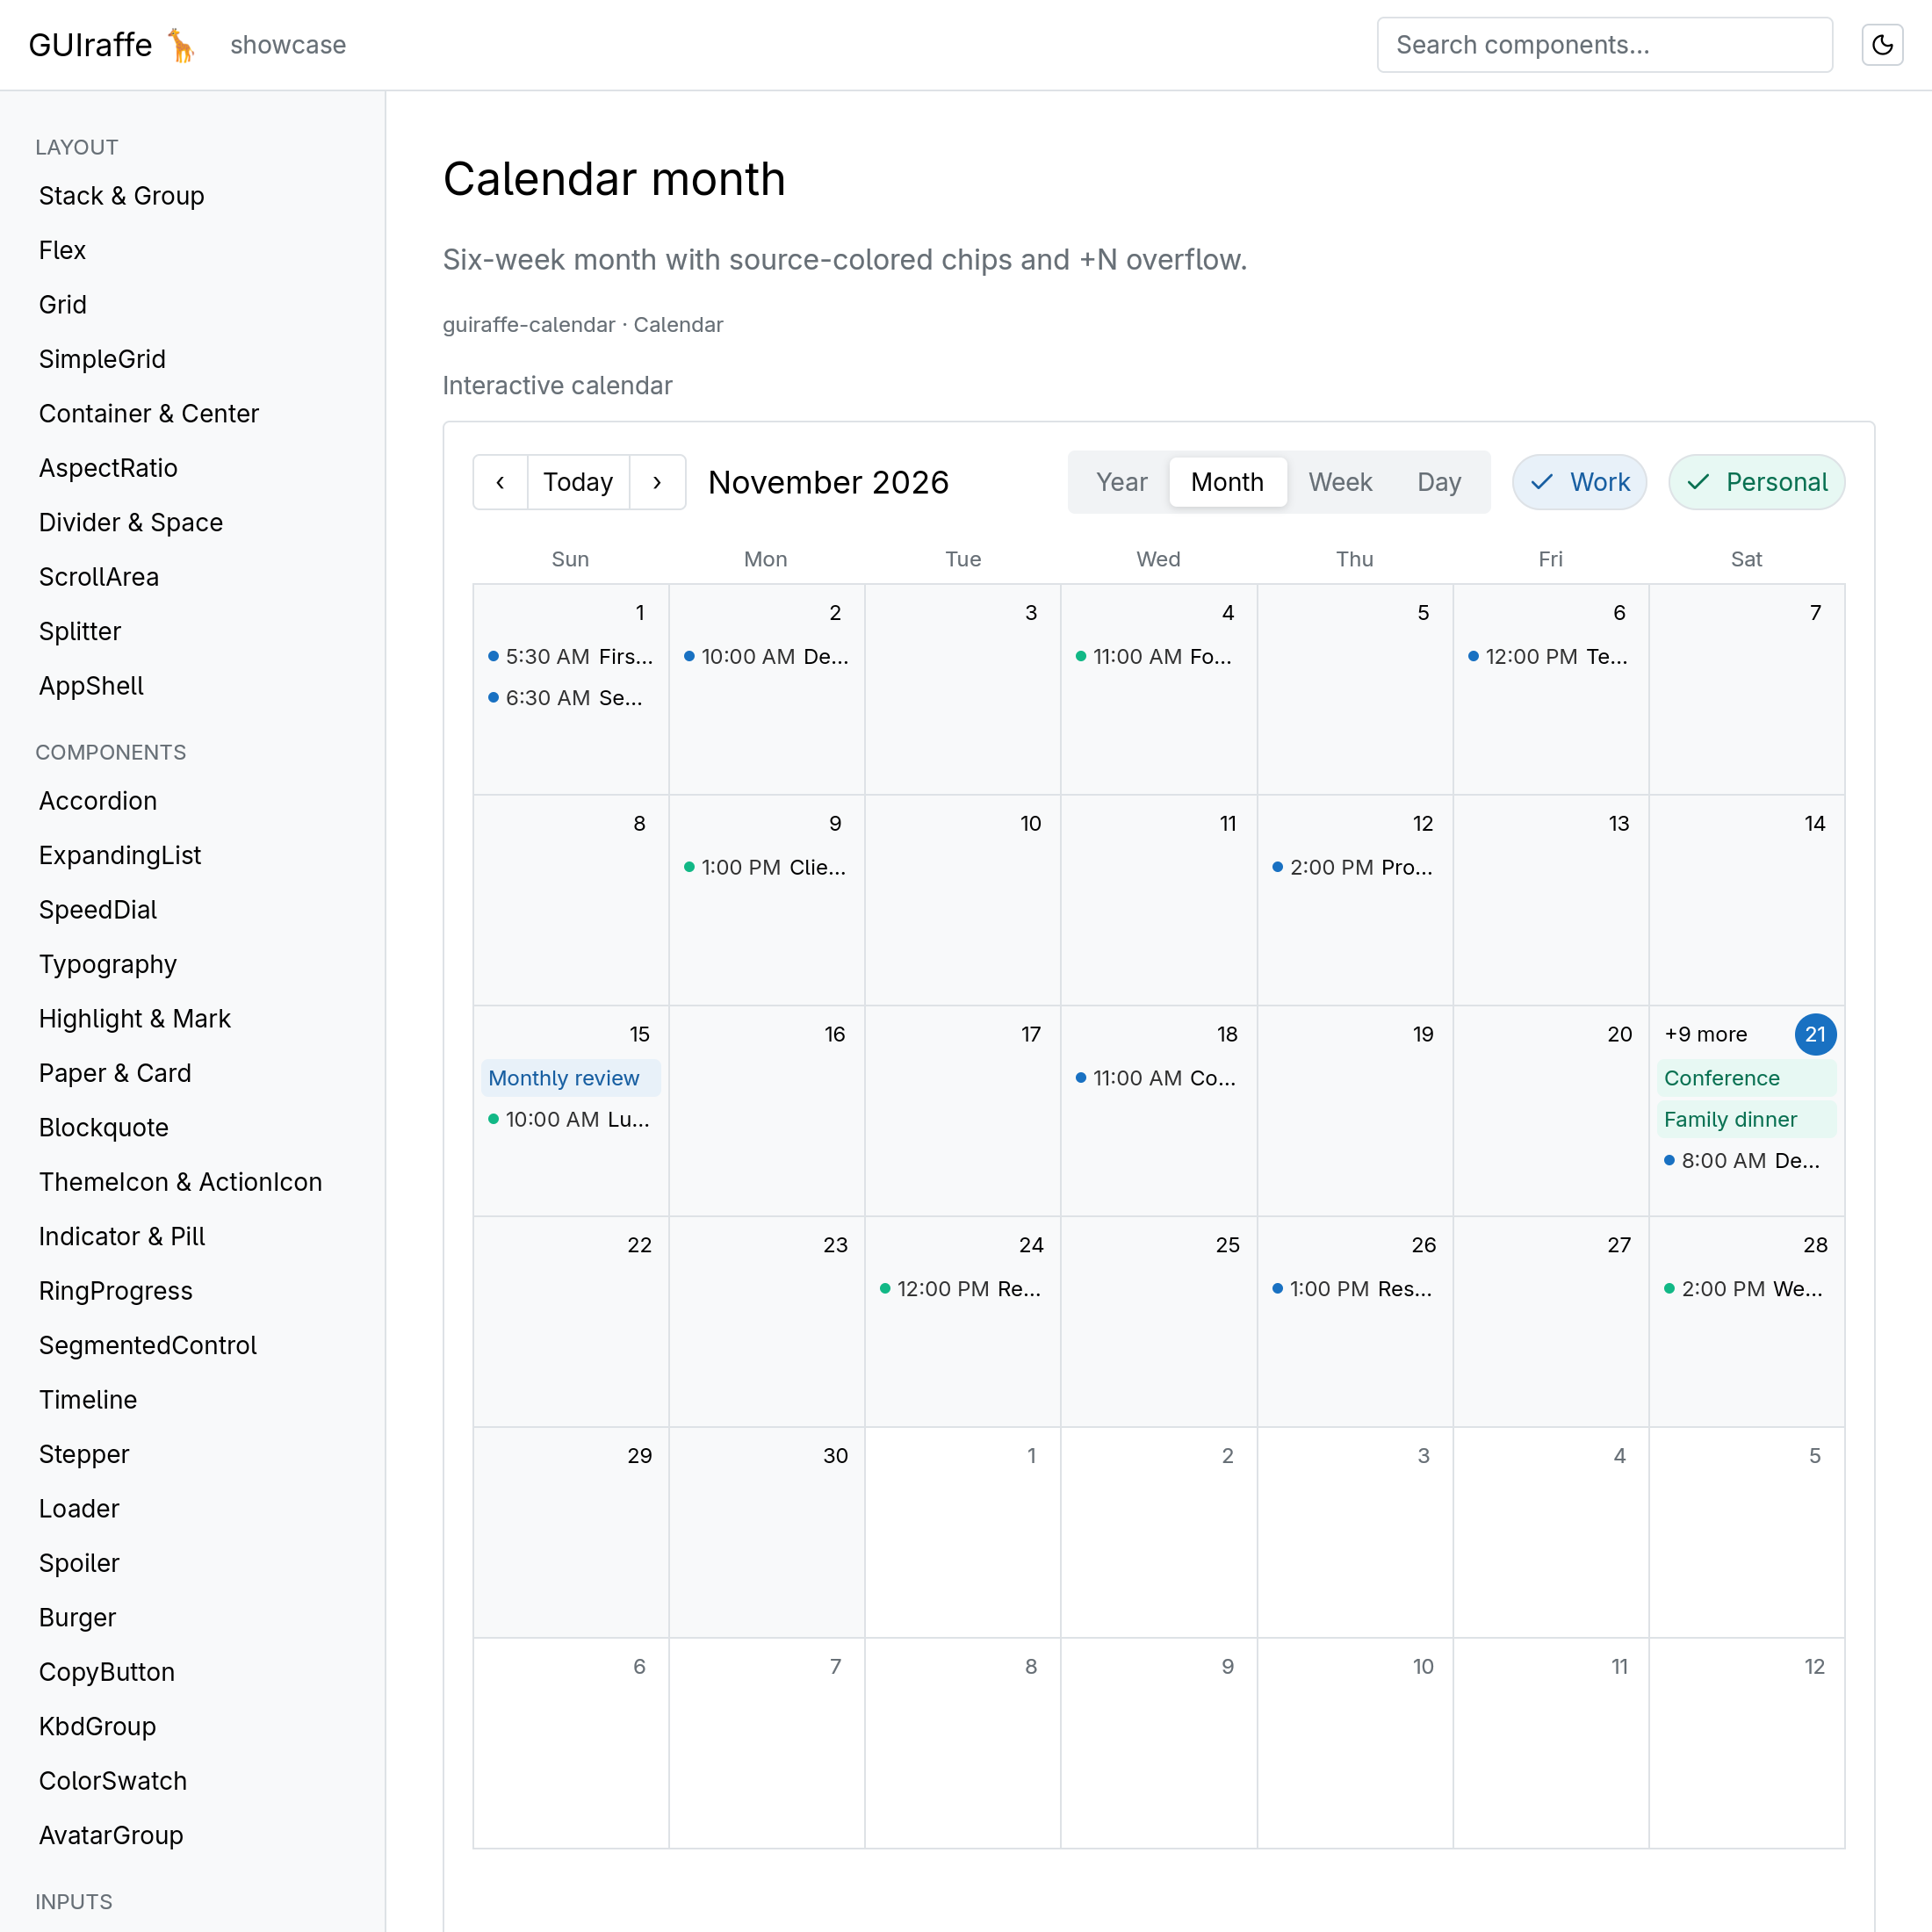 GUIraffe 🦒 showcase
Search components...
LAYOUT
Stack & Group
Flex
Grid
SimpleGrid
Container & Center
AspectRatio
Divider & Space
ScrollArea
Splitter
AppShell
COMPONENTS
Accordion
ExpandingList
SpeedDial
Typography
Highlight & Mark
Paper & Card
Blockquote
ThemeIcon & ActionIcon
Indicator & Pill
RingProgress
SegmentedControl
Timeline
Stepper
Loader
Spoiler
Burger
CopyButton
KbdGroup
ColorSwatch
AvatarGroup
INPUTS
Calendar month
Six-week month with source-colored chips and +N overflow.
guiraffe-calendar · Calendar
Interactive calendar
‹ Today › November 2026 Year Month Week Day Work Personal
Sun Mon Tue Wed Thu Fri Sat
1 2 3 4 5 6 7
5:30 AM Firs... 10:00 AM De... 11:00 AM Fo... 12:00 PM Te...
6:30 AM Se...
8 9 10 11 12 13 14
1:00 PM Clie... 2:00 PM Pro...
15 16 17 18 19 20 +9 more 21
Monthly review 11:00 AM Co... Conference
10:00 AM Lu... Family dinner
8:00 AM De...
22 23 24 25 26 27 28
12:00 PM Re... 1:00 PM Res... 2:00 PM We...
29 30 1 2 3 4 5
6 7 8 9 10 11 12